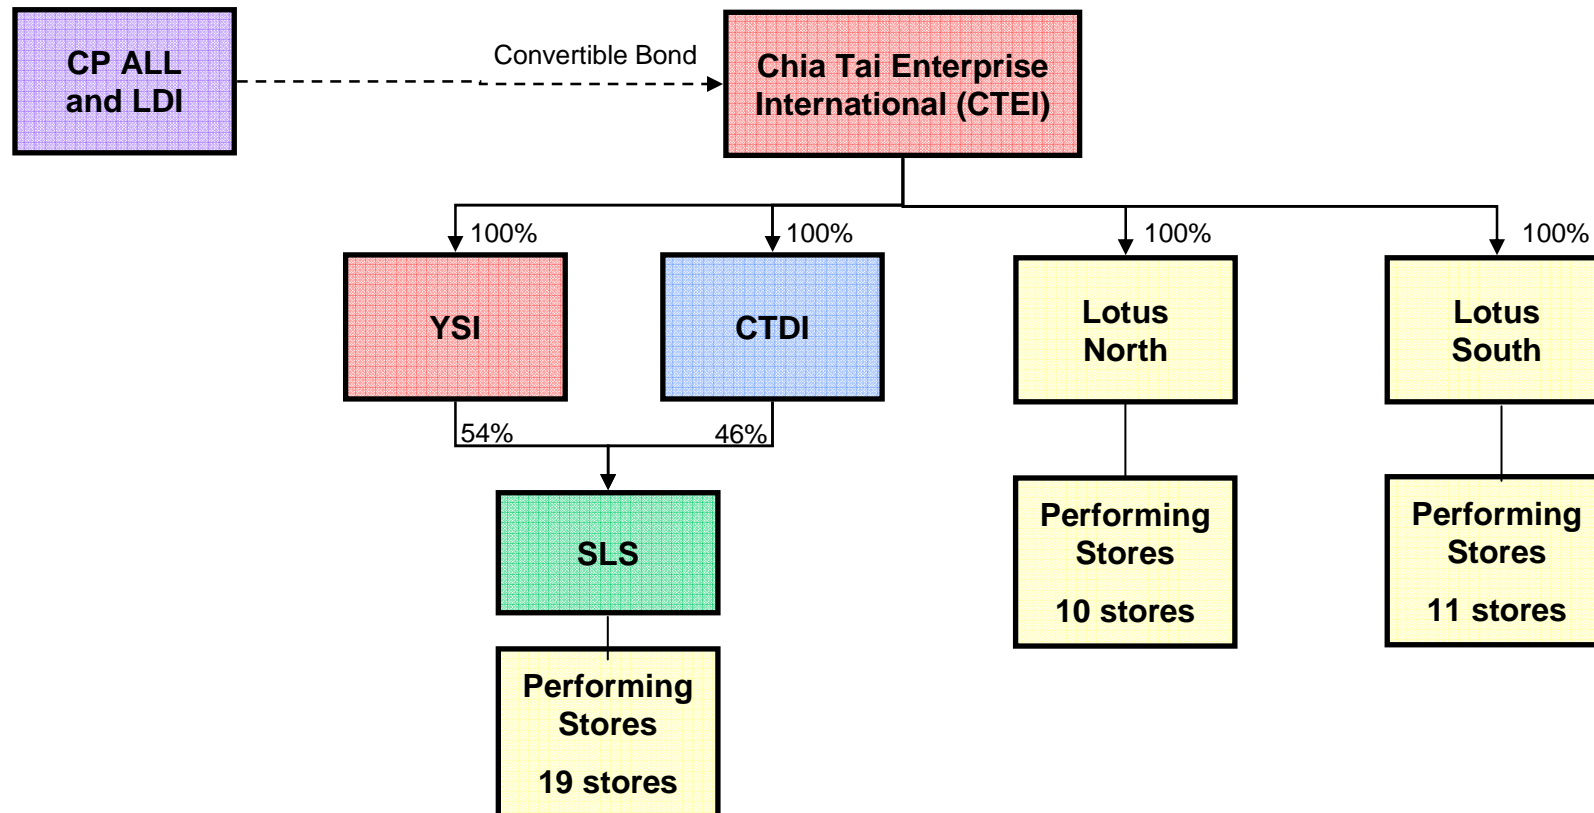 CP ALL
and LDI
Convertible Bond
Chia Tai Enterprise
International (CTEI)
100%
100%
100%
100%
YSI
CTDI
Lotus
North
Lotus
South
54%
46%
SLS
Performing
Stores
10 stores
Performing
Stores
11 stores
Performing
Stores
19 stores